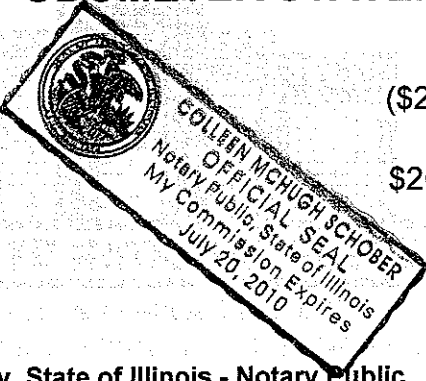 ($2
COLLEEN MCHUGH SCHOBER
OFFICIAL SEAL
Notary Public, State of Illinois
My Commission Expires
July 20, 2010
$2
State of Illinois - Notary Public